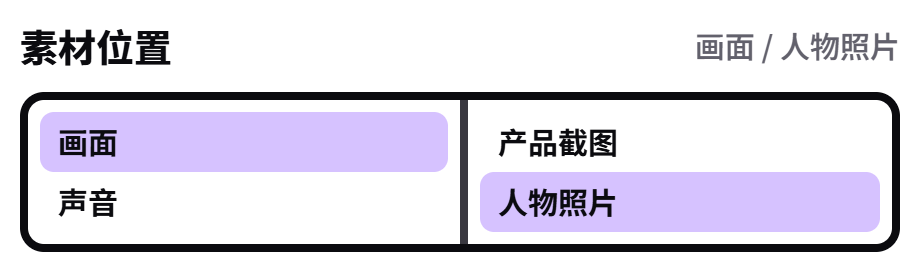 素材位置
画面 / 人物照片
画面
声音
产品截图
人物照片